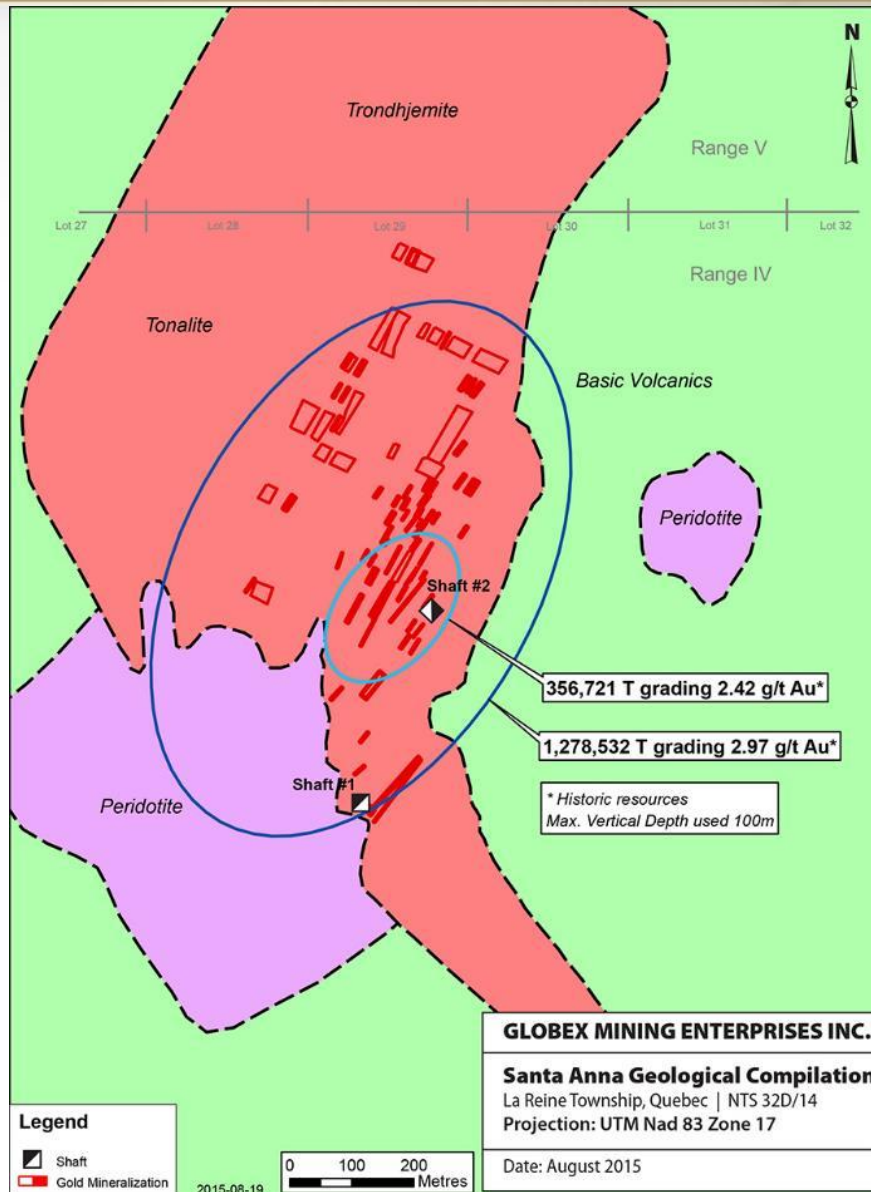 N
Trondhjemite
Range V
Lot 27 Lot 28 Lot 29 Lot 30 Lot 31 Lot 32
Range IV
Tonalite
Basic Volcanics
Peridotite
Shaft #2
356,721 T grading 2.42 g/t Au*
1,278,532 T grading 2.97 g/t Au*
Shaft #1
* Historic resources
Max. Vertical Depth used 100m
Peridotite
GLOBEX MINING ENTERPRISES INC.
Santa Anna Geological Compilation
La Reine Township, Quebec | NTS 32D/14
Projection: UTM Nad 83 Zone 17
Date: August 2015
Legend
Shaft
Gold Mineralization
2015-08-19
0 100 200
Metres